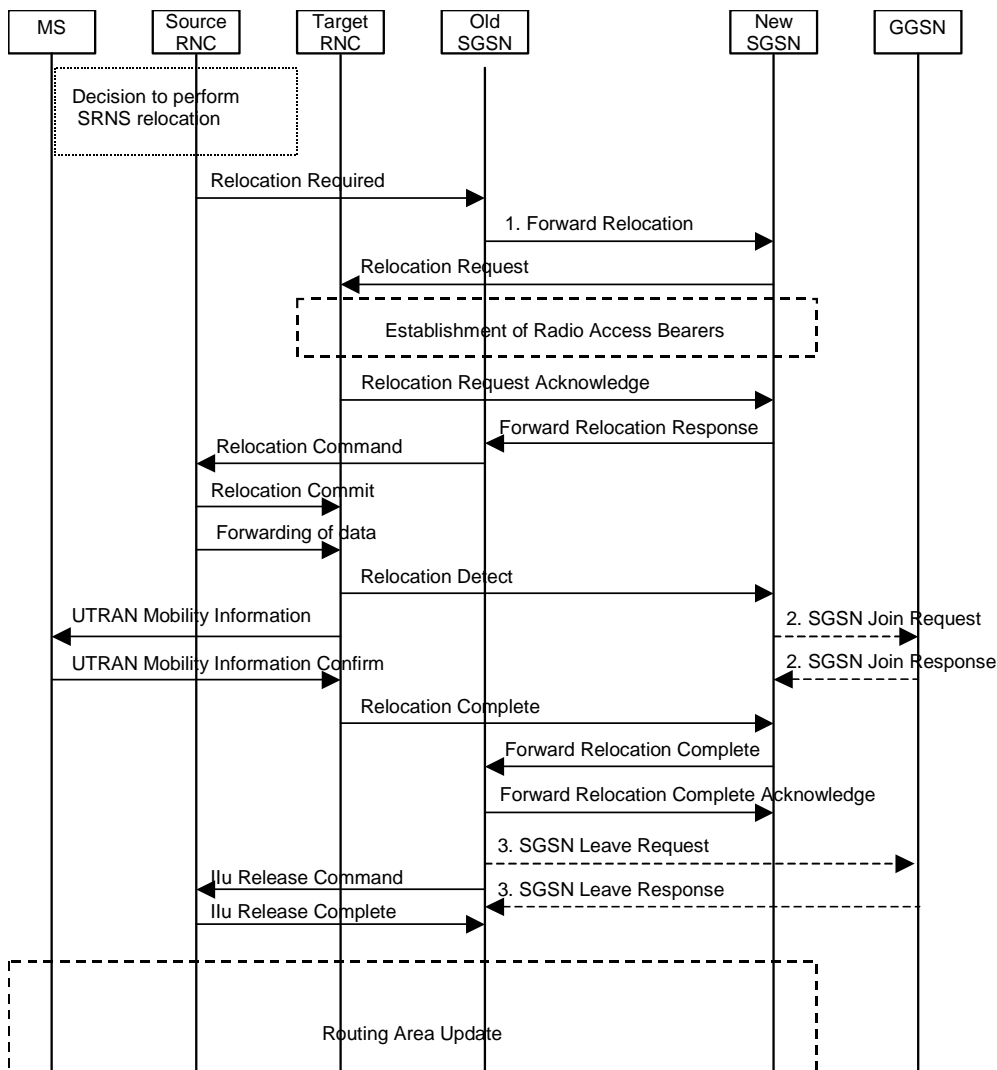 MS
Source
RNC
Target
RNC
Old
SGSN
New
SGSN
GGSN
Decision to perform
SRNS relocation
Relocation Required
1. Forward Relocation
Relocation Request
Establishment of Radio Access Bearers
Relocation Request Acknowledge
Forward Relocation Response
Relocation Command
Relocation Commit
Forwarding of data
Relocation Detect
UTRAN Mobility Information
2. SGSN Join Request
UTRAN Mobility Information Confirm
2. SGSN Join Response
Relocation Complete
Forward Relocation Complete
Forward Relocation Complete Acknowledge
3. SGSN Leave Request
IIu Release Command
3. SGSN Leave Response
IIu Release Complete
Routing Area Update